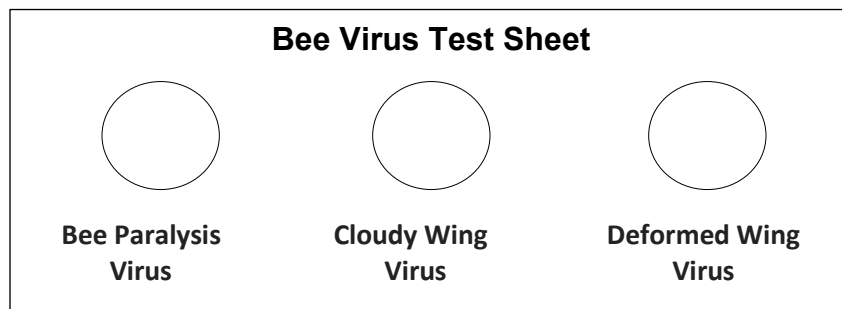 Bee Virus Test Sheet
Bee Paralysis
Virus
Cloudy Wing
Virus
Deformed Wing
Virus